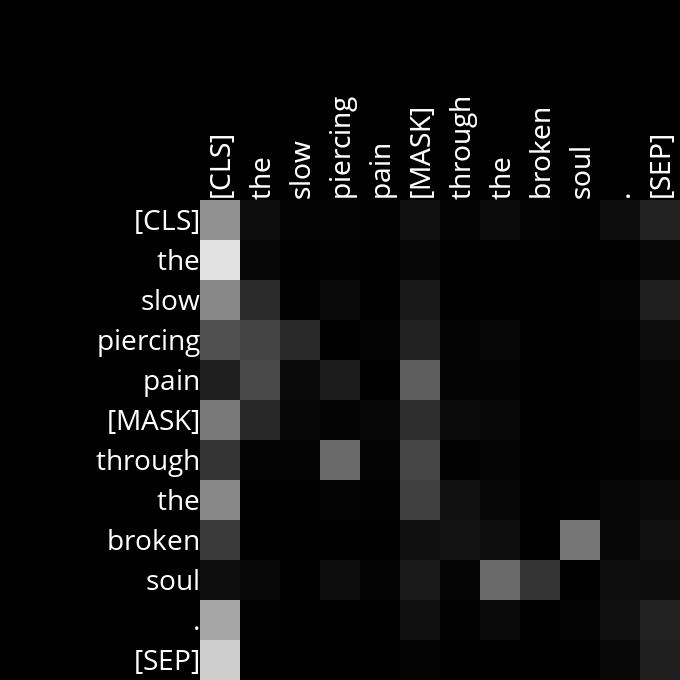 [CLS] the slow piercing pain [MASK] through the broken soul . [SEP]
[CLS]
the
slow
piercing
pain
[MASK]
through
the
broken
soul
.
[SEP]